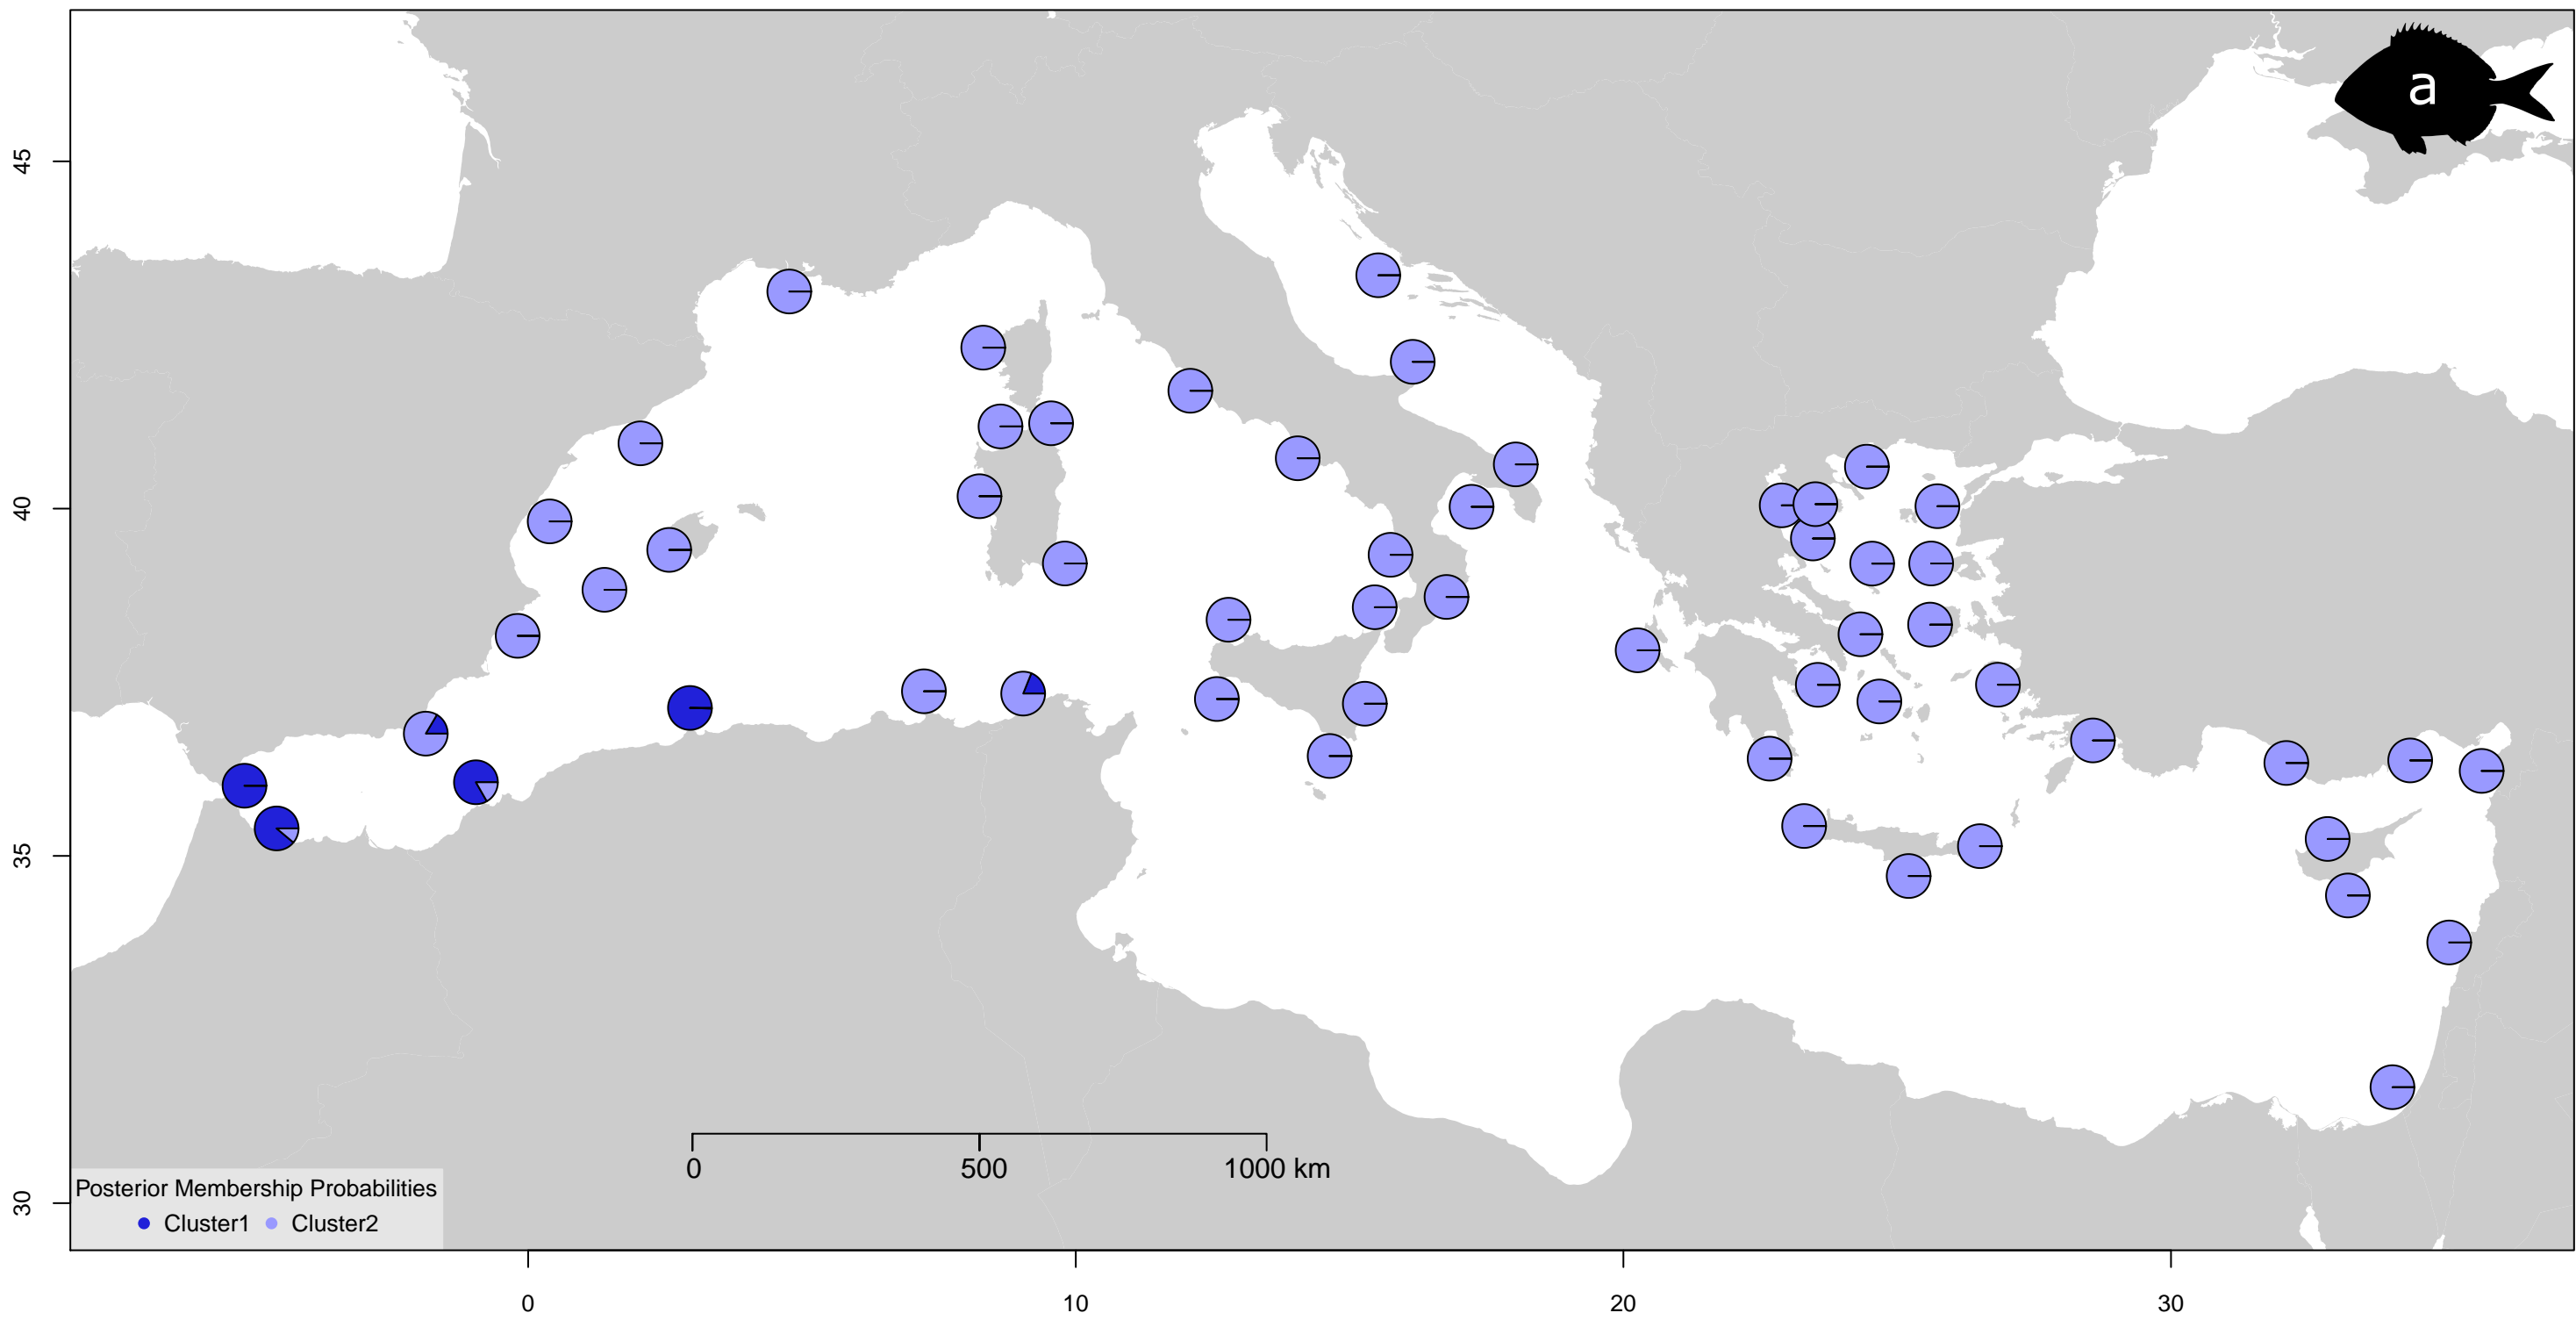 a
45
40
35
30
0 500 1000 km
Posterior Membership Probabilities
Cluster1 Cluster2
0 10 20 30